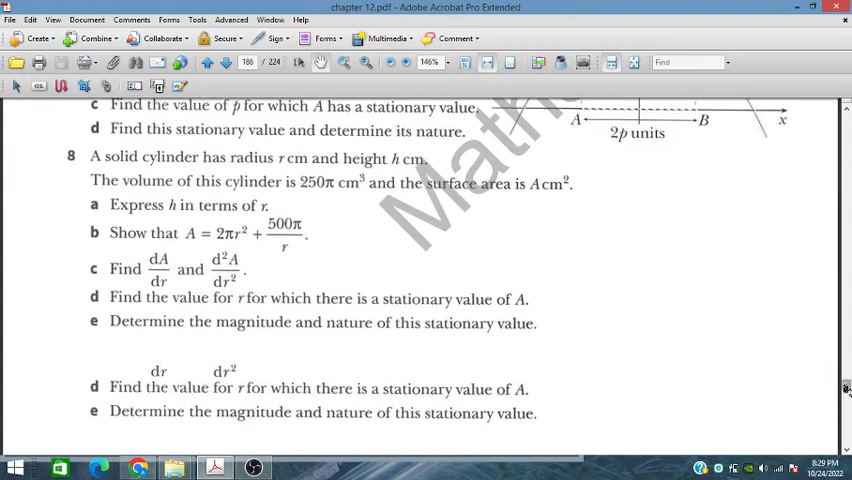 chapter 12.pdf - Adobe Acrobat Pro Extended
File Edit View Document Comments Forms Tools Advanced Window Help
Create Combine Collaborate Secure Sign Forms Multimedia Comment
186 / 224 146% Find
c Find the value of p for which A has a stationary value.
d Find this stationary value and determine its nature.
A B x
2p units
8 A solid cylinder has radius r cm and height h cm.
The volume of this cylinder is 250π cm³ and the surface area is A cm².
a Express h in terms of r.
b Show that A = 2πr² + 500π/r.
c Find dA/dr and d²A/dr².
d Find the value for r for which there is a stationary value of A.
e Determine the magnitude and nature of this stationary value.
dr dr²
d Find the value for r for which there is a stationary value of A.
e Determine the magnitude and nature of this stationary value.
Math
8:29 PM
10/24/2022